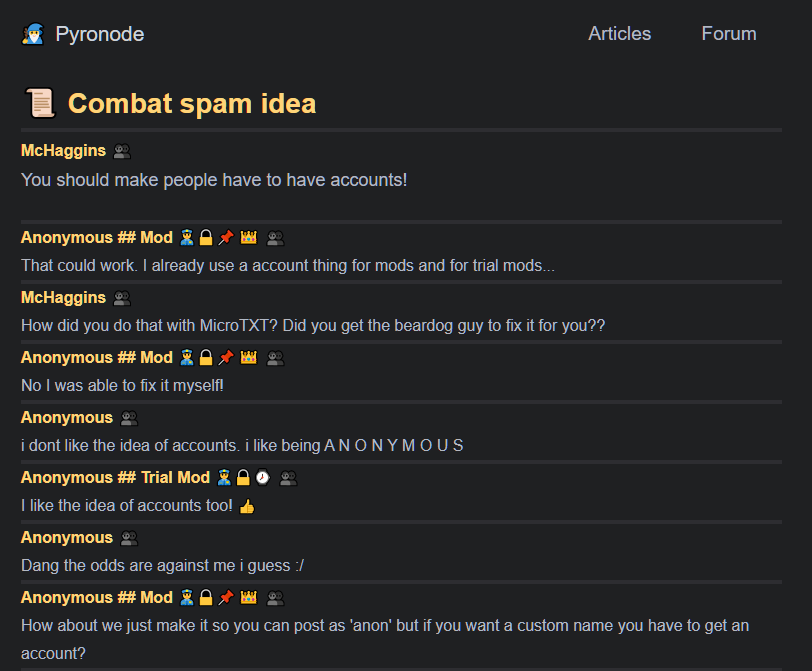 Pyronode
Articles
Forum
Combat spam idea
McHaggins
You should make people have to have accounts!
Anonymous ## Mod
That could work. I already use a account thing for mods and for trial mods...
McHaggins
How did you do that with MicroTXT? Did you get the beardog guy to fix it for you??
Anonymous ## Mod
No I was able to fix it myself!
Anonymous
i dont like the idea of accounts. i like being A N O N Y M O U S
Anonymous ## Trial Mod
I like the idea of accounts too! 👍
Anonymous
Dang the odds are against me i guess :/
Anonymous ## Mod
How about we just make it so you can post as 'anon' but if you want a custom name you have to get an
account?